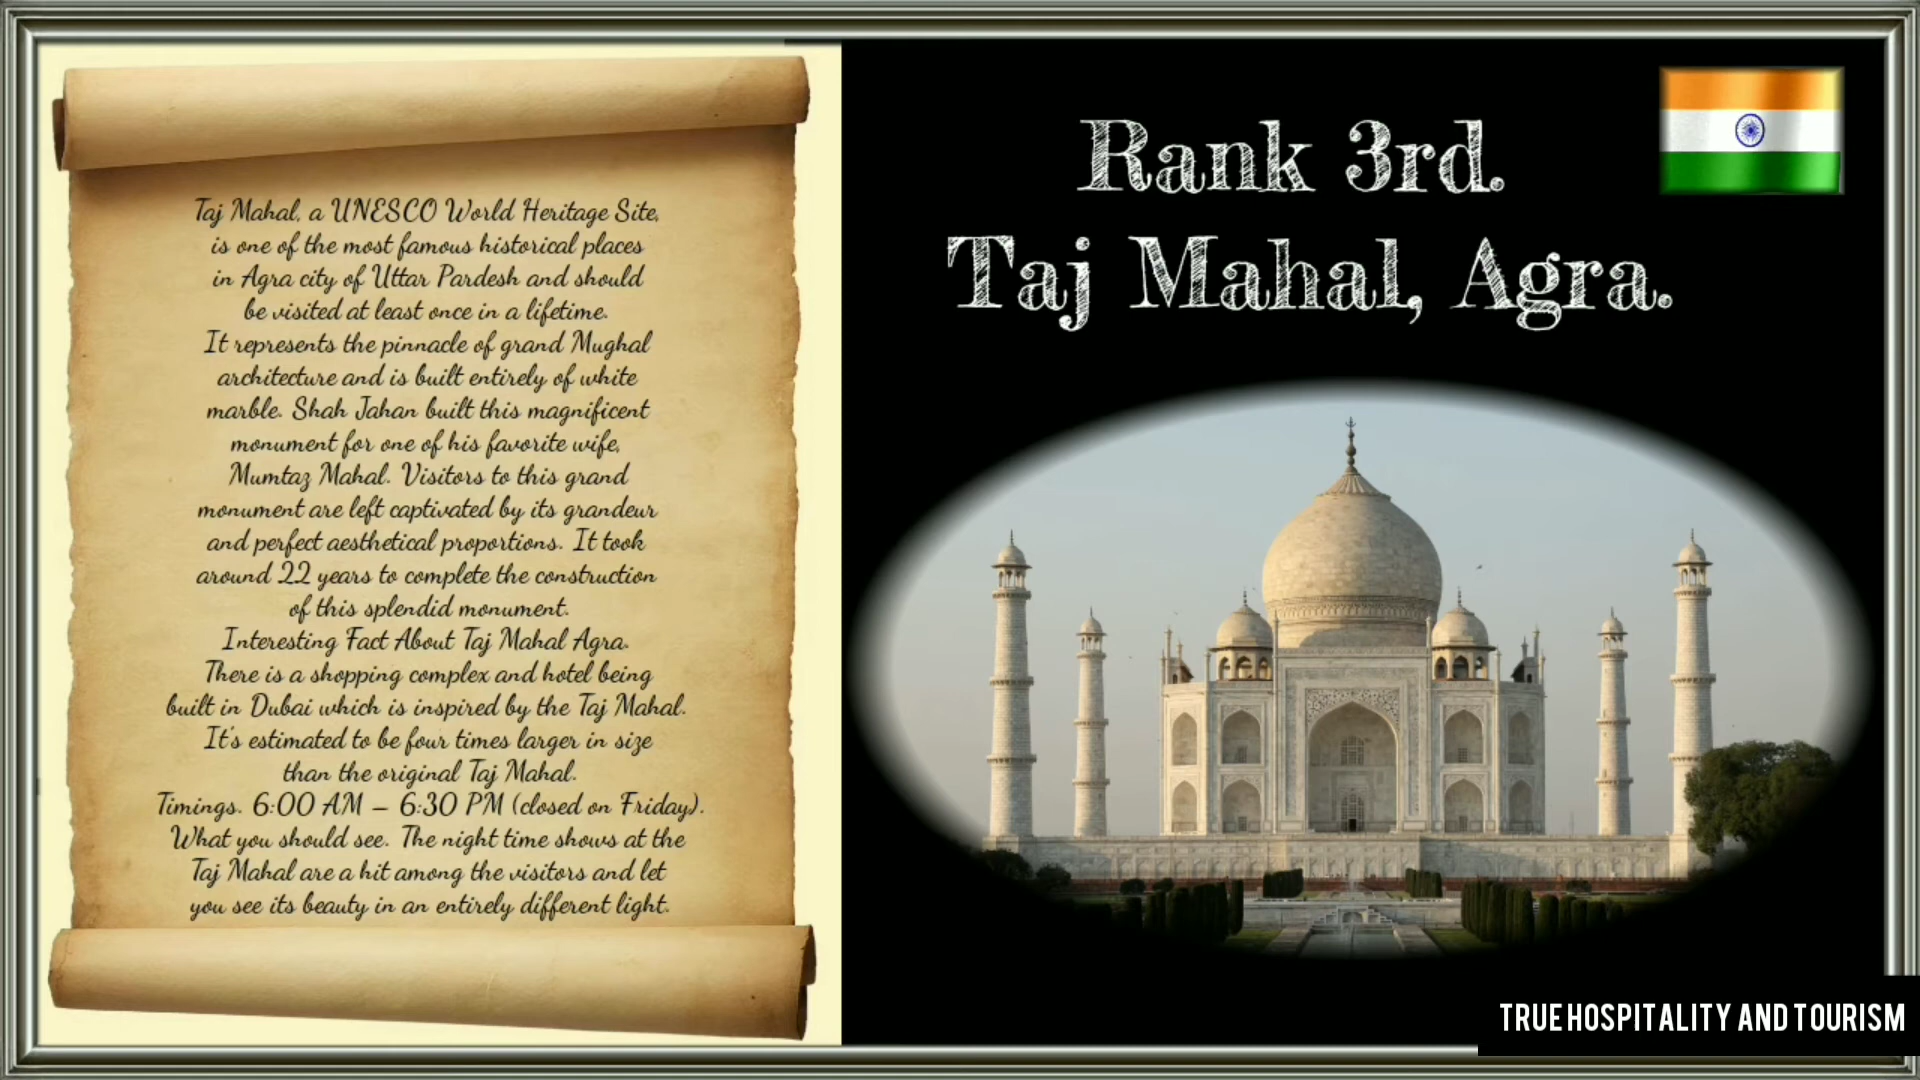 Taj Mahal, a UNESCO World Heritage Site,
is one of the most famous historical places
in Agra city of Uttar Pardesh and should
be visited at least once in a lifetime.
It represents the pinnacle of grand Mughal
architecture and is built entirely of white
marble. Shah Jahan built this magnificent
monument for one of his favorite wife,
Mumtaz Mahal. Visitors to this grand
monument are left captivated by its grandeur
and perfect aesthetical proportions. It took
around 22 years to complete the construction
of this splendid monument.
Interesting Fact About Taj Mahal Agra.
There is a shopping complex and hotel being
built in Dubai which is inspired by the Taj Mahal.
It's estimated to be four times larger in size
than the original Taj Mahal.
Timings. 6:00 AM – 6:30 PM (closed on Friday).
What you should see. The night time shows at the
Taj Mahal are a hit among the visitors and let
you see its beauty in an entirely different light.
Rank 3rd.
Taj Mahal, Agra.
TRUE HOSPITALITY AND TOURISM